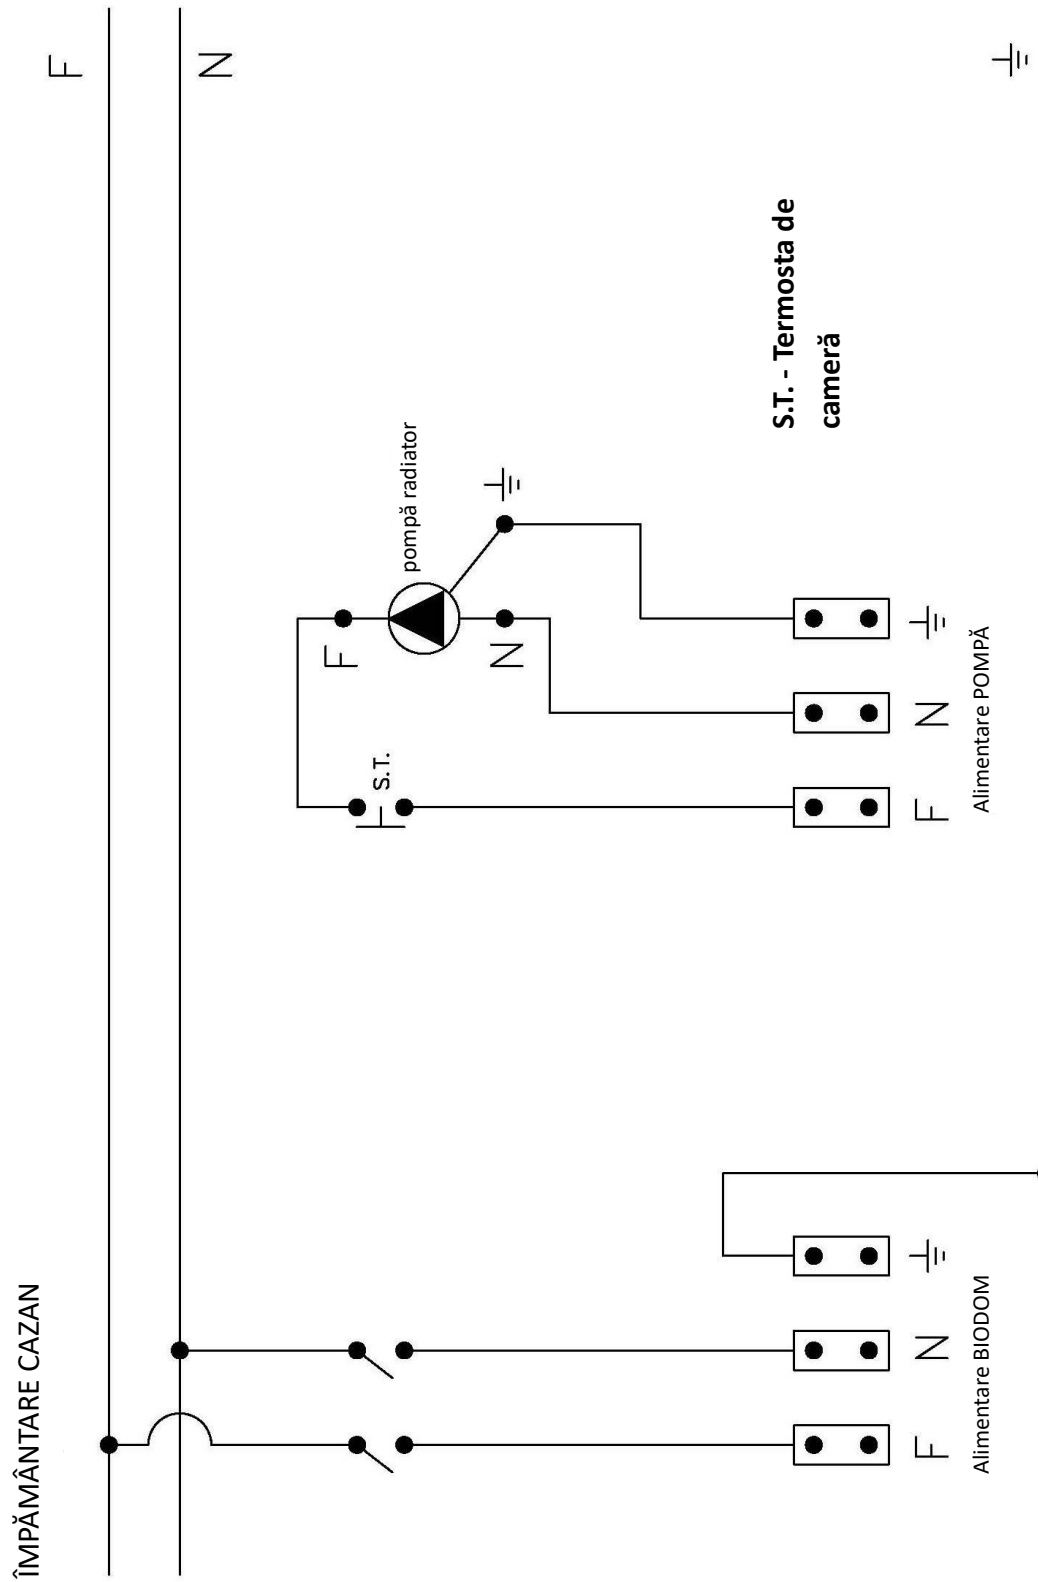 ÎMPĂMÂNTARE CAZAN
F
N
S.T.
F
pompă radiator
N
S.T. - Termosta de
cameră
F
N
Alimentare BIODOM
F
N
Alimentare POMPĂ